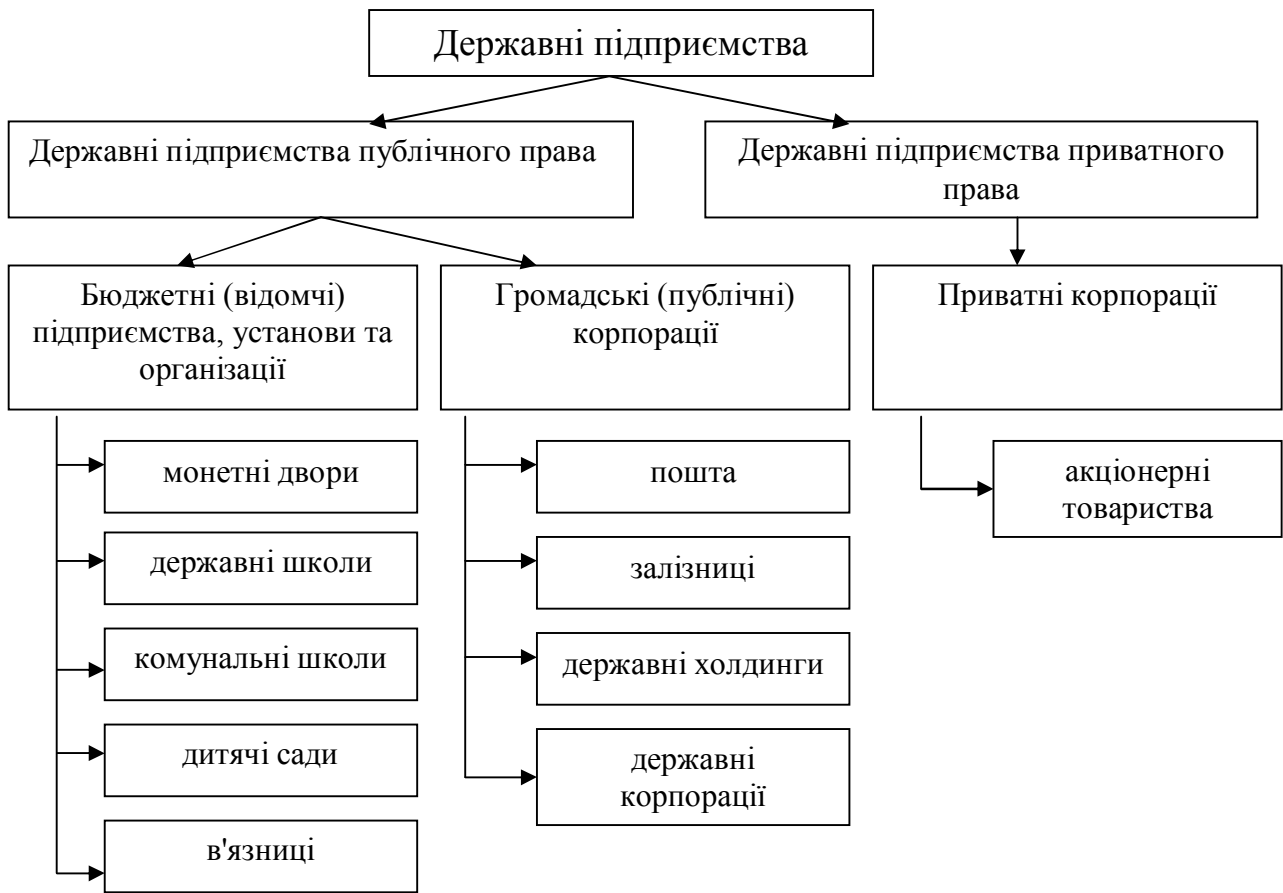 Державні підприємства
Державні підприємства публічного права
Державні підприємства приватного
права
Бюджетні (відомчі)
підприємства, установи та
організації
Громадські (публічні)
корпорації
Приватні корпорації
монетні двори
державні школи
комунальні школи
дитячі сади
в'язниці
пошта
залізниці
державні холдинги
державні
корпорації
акціонерні
товариства